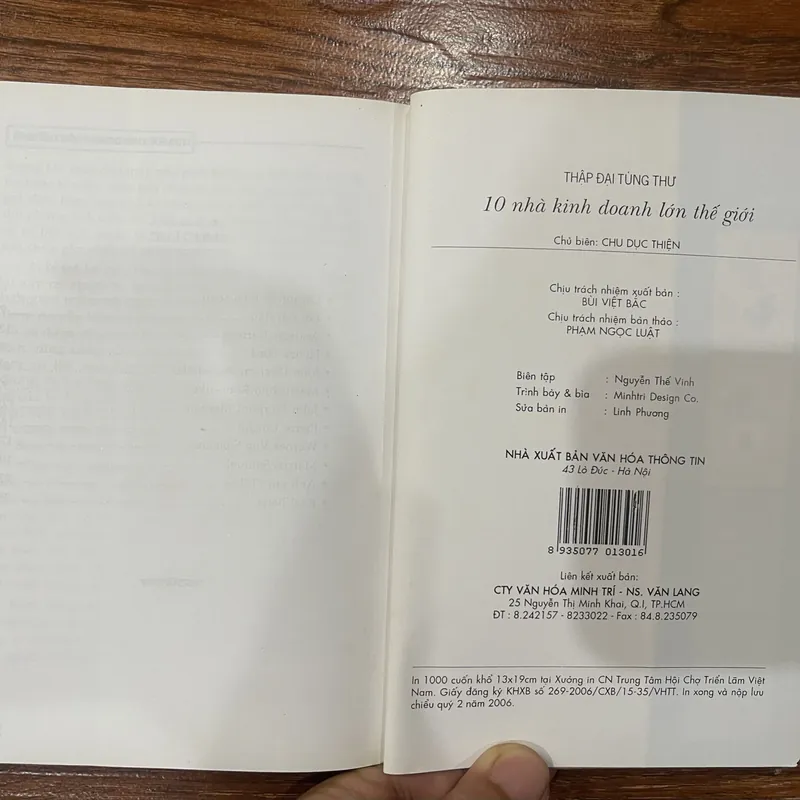 THẬP ĐẠI TÙNG THƯ
10 nhà kinh doanh lớn thế giới
Chủ biên: CHU DỤC THIỆN
Chịu trách nhiệm xuất bản :
BÙI VIỆT BẮC
Chịu trách nhiệm bản thảo :
PHẠM NGỌC LUẬT
Biên tập : Nguyễn Thế Vinh
Trình bày & bìa : Minhtri Design Co.
Sửa bản in : Linh Phương
NHÀ XUẤT BẢN VĂN HÓA THÔNG TIN
43 Lò Đúc - Hà Nội
8 935077 013016
Liên kết xuất bản:
CTY VĂN HÓA MINH TRÍ - NS. VĂN LANG
25 Nguyễn Thị Minh Khai, Q.I, TP.HCM
ĐT : 8.242157 - 8233022 - Fax : 84.8.235079
In 1000 cuốn khổ 13x19cm tại Xưởng in CN Trung Tâm Hội Chợ Triển Lãm Việt
Nam. Giấy đăng ký KHXB số 269-2006/CXB/15-35/VHTT. In xong và nộp lưu
chiểu quý 2 năm 2006.